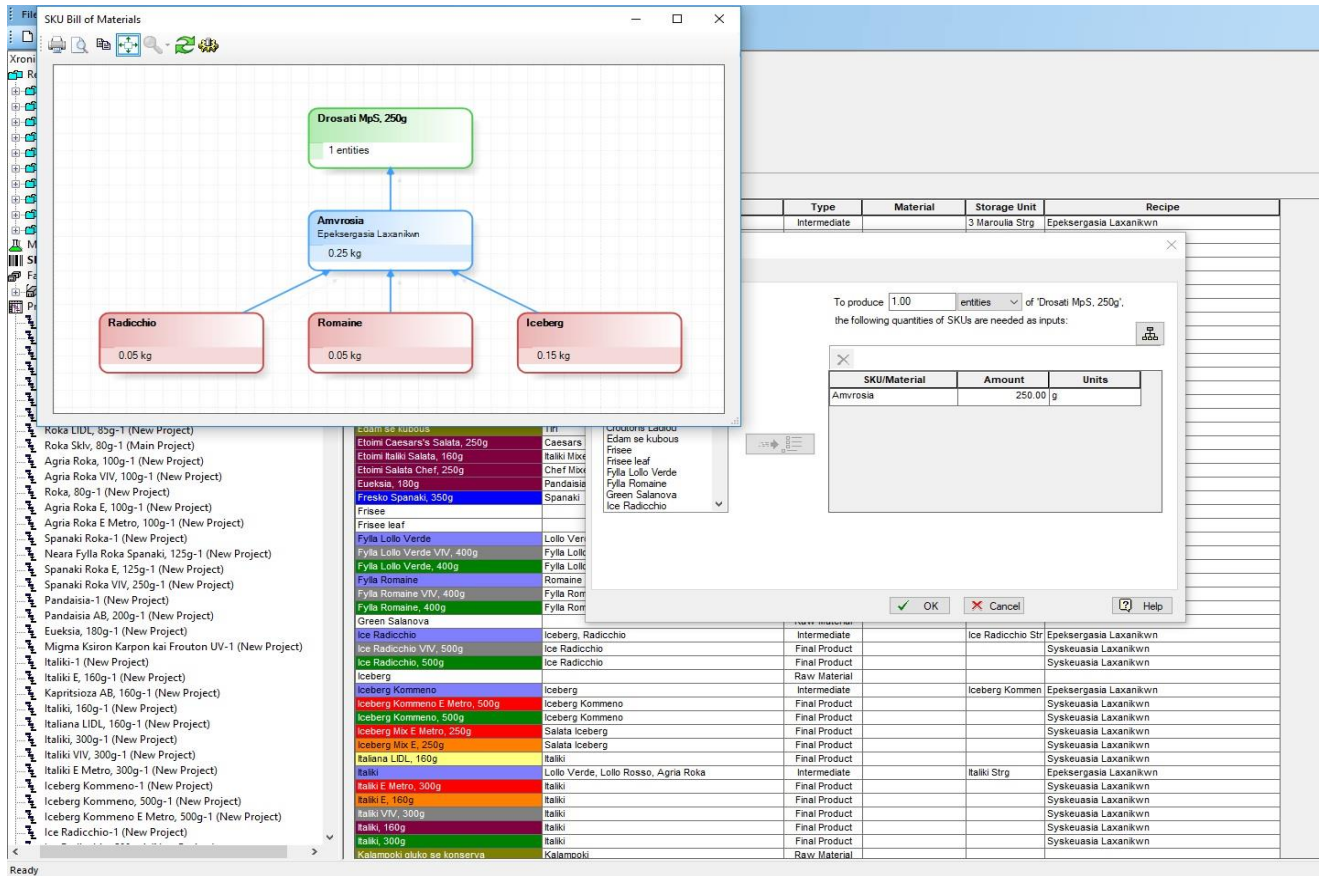 File
SKU Bill of Materials
Drosati MpS, 250g
1 entities
Amvrosia
Epeksergasia Laxanikwn
0.25 kg
Radicchio
0.05 kg
Romaine
0.05 kg
Iceberg
0.15 kg
Type Material Storage Unit Recipe
Intermediate 3 Maroulia Strg Epeksergasia Laxanikwn
To produce 1.00 entities of 'Drosati MpS, 250g',
the following quantities of SKUs are needed as inputs:
SKU/Material Amount Units
Amvrosia 250.00 g
Edam se kubous
Frisee
Frisee leaf
Fylla Lollo Verde
Fylla Romaine
Green Salanova
Ice Radicchio
OK Cancel Help
Roka LIDL, 85g-1 (New Project)
Roka Sklv, 80g-1 (Main Project)
Agria Roka, 100g-1 (New Project)
Agria Roka VIV, 100g-1 (New Project)
Roka, 80g-1 (New Project)
Agria Roka E, 100g-1 (New Project)
Agria Roka E Metro, 100g-1 (New Project)
Spanaki Roka-1 (New Project)
Neara Fylla Roka Spanaki, 125g-1 (New Project)
Spanaki Roka E, 125g-1 (New Project)
Spanaki Roka VIV, 250g-1 (New Project)
Pandaisia-1 (New Project)
Pandaisia AB, 200g-1 (New Project)
Eueksia, 180g-1 (New Project)
Migma Ksiron Karpon kai Frouton UV-1 (New Project)
Italiki-1 (New Project)
Italiki E, 160g-1 (New Project)
Kapritsioza AB, 160g-1 (New Project)
Italiki, 160g-1 (New Project)
Italiana LIDL, 160g-1 (New Project)
Italiki, 300g-1 (New Project)
Italiki VIV, 300g-1 (New Project)
Italiki E Metro, 300g-1 (New Project)
Iceberg Kommeno-1 (New Project)
Iceberg Kommeno, 500g-1 (New Project)
Iceberg Kommeno E Metro, 500g-1 (New Project)
Ice Radicchio-1 (New Project)
Edam se kubous Tiri
Etoimi Caesars's Salata, 250g Caesars
Etoimi Italiki Salata, 160g Italiki Mixe
Etoimi Salata Chef, 250g Chef Mixe
Eueksia, 180g Pandaisia
Fresko Spanaki, 350g Spanaki
Frisee
Frisee leaf
Fylla Lollo Verde Lollo Ver
Fylla Lollo Verde VIV, 400g Fylla Lollo
Fylla Lollo Verde, 400g Fylla Lollo
Fylla Romaine Romaine
Fylla Romaine VIV, 400g Fylla Rom
Fylla Romaine, 400g Fylla Rom
Green Salanova Raw Material
Ice Radicchio Iceberg, Radicchio Intermediate Ice Radicchio Str Epeksergasia Laxanikwn
Ice Radicchio VIV, 500g Ice Radicchio Final Product Syskeuasia Laxanikwn
Ice Radicchio, 500g Ice Radicchio Final Product Syskeuasia Laxanikwn
Iceberg Raw Material
Iceberg Kommeno Iceberg Intermediate Iceberg Kommen Epeksergasia Laxanikwn
Iceberg Kommeno E Metro, 500g Iceberg Kommeno Final Product Syskeuasia Laxanikwn
Iceberg Kommeno, 500g Iceberg Kommeno Final Product Syskeuasia Laxanikwn
Iceberg Mix E Metro, 250g Salata Iceberg Final Product Syskeuasia Laxanikwn
Iceberg Mix E, 250g Salata Iceberg Final Product Syskeuasia Laxanikwn
Italiana LIDL, 160g Italiki Final Product Syskeuasia Laxanikwn
Italiki Lollo Verde, Lollo Rosso, Agria Roka Intermediate Italiki Strg Epeksergasia Laxanikwn
Italiki E Metro, 300g Italiki Final Product Syskeuasia Laxanikwn
Italiki E, 160g Italiki Final Product Syskeuasia Laxanikwn
Italiki VIV, 300g Italiki Final Product Syskeuasia Laxanikwn
Italiki, 160g Italiki Final Product Syskeuasia Laxanikwn
Italiki, 300g Italiki Final Product Syskeuasia Laxanikwn
Kalampoki gluko se konserva Kalampoki Raw Material
Ready